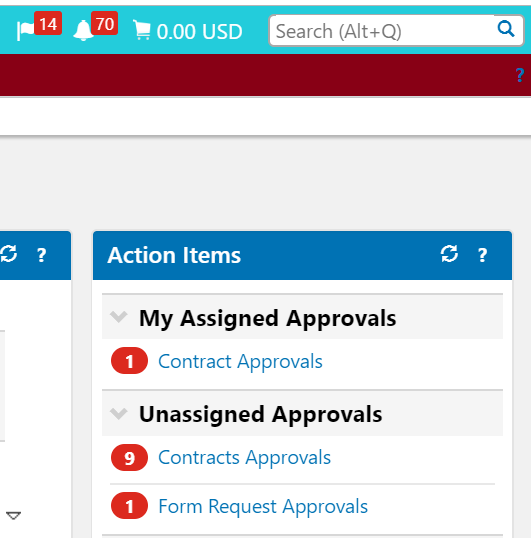 14 70 0.00 USD Search (Alt+Q)
?
? Action Items ?
My Assigned Approvals
1 Contract Approvals
Unassigned Approvals
9 Contracts Approvals
1 Form Request Approvals